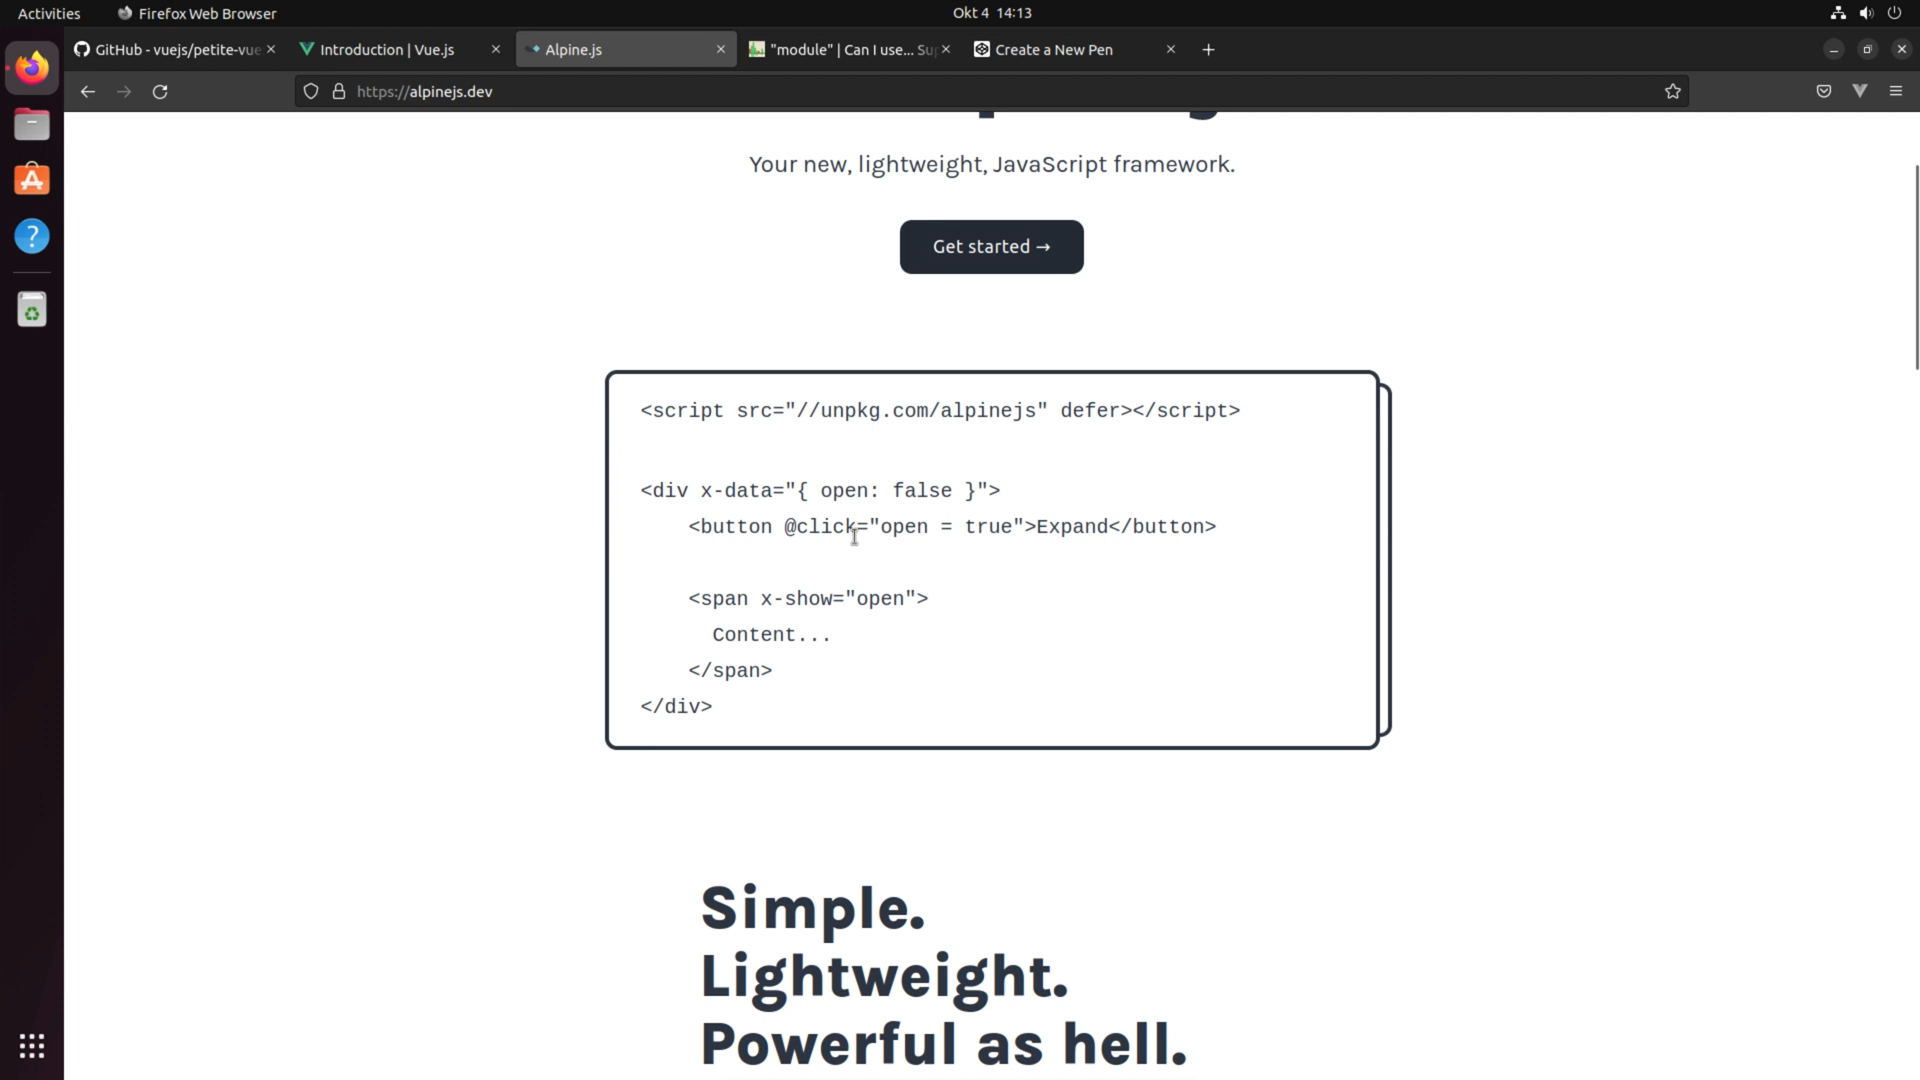 Activities
Firefox Web Browser
Okt 4 14:13
GitHub - vuejs/petite-vue
Introduction | Vue.js
Alpine.js
"module" | Can I use... Su
Create a New Pen
https://alpinejs.dev
Your new, lightweight, JavaScript framework.
Get started →
<script src="//unpkg.com/alpinejs" defer></script>
<div x-data="{ open: false }">
<button @click="open = true">Expand</button>
<span x-show="open">
Content...
</span>
</div>
Simple.
Lightweight.
Powerful as hell.